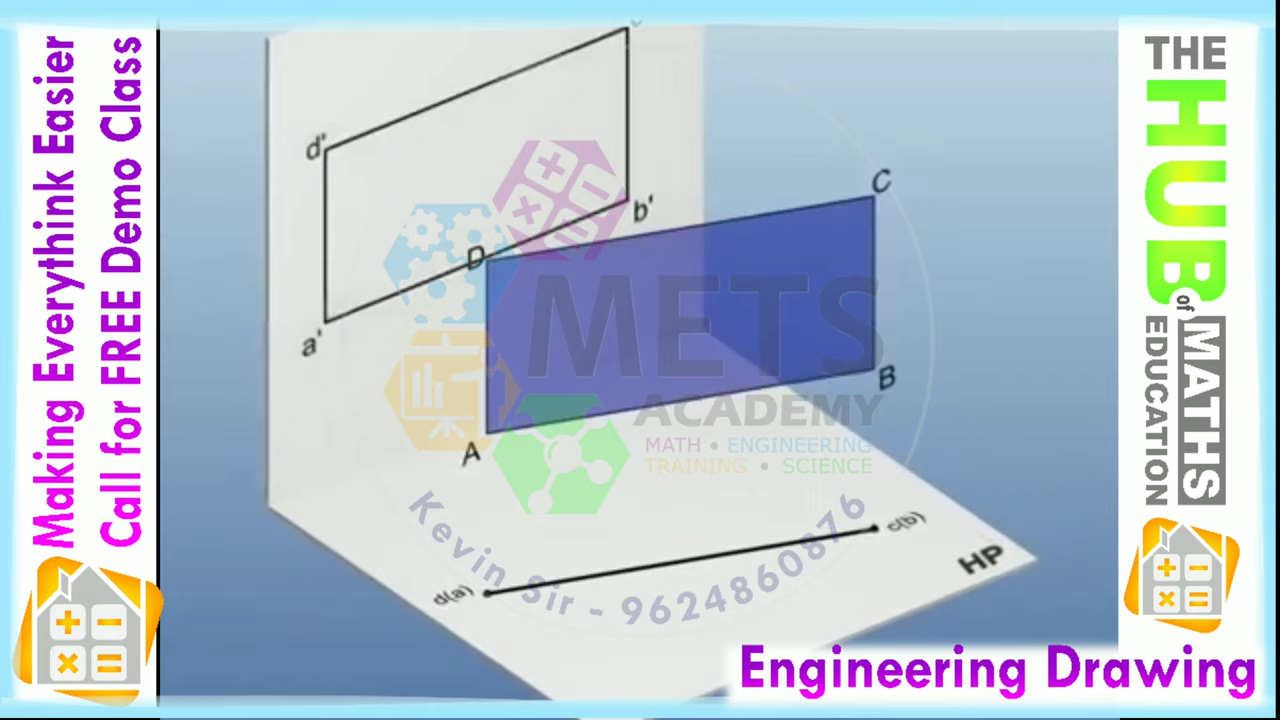 Making Everythink Easier
Call for FREE Demo Class
d'
a'
b'
D
C
A
B
METS
ACADEMY
MATH • ENGINEERING
TRAINING • SCIENCE
Kevin Sir - 9624860876
d(a)
c(b)
HP
THE
HUB
of
MATHS
EDUCATION
Engineering Drawing